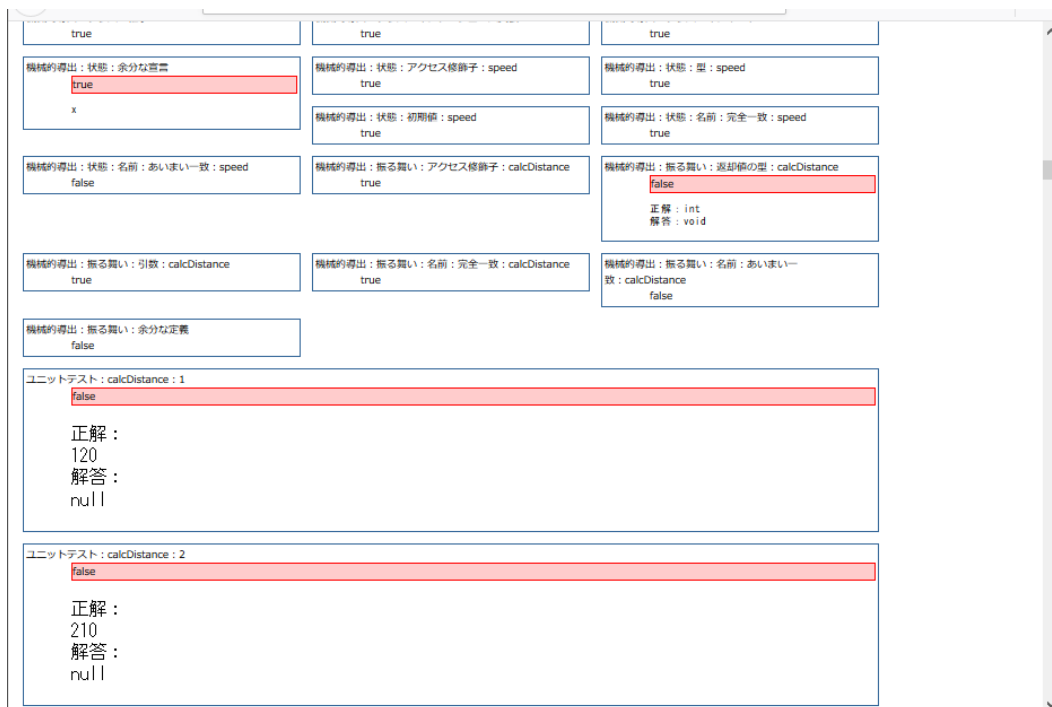 true
true
true
機械的導出：状態：余分な宣言
true
x
機械的導出：状態：アクセス修飾子：speed
true
機械的導出：状態：型：speed
true
機械的導出：状態：初期値：speed
true
機械的導出：状態：名前：完全一致：speed
true
機械的導出：状態：名前：あいまい一致：speed
false
機械的導出：振る舞い：アクセス修飾子：calcDistance
true
機械的導出：振る舞い：返却値の型：calcDistance
false
正解：int
解答：void
機械的導出：振る舞い：引数：calcDistance
true
機械的導出：振る舞い：名前：完全一致：calcDistance
true
機械的導出：振る舞い：名前：あいまい一
致：calcDistance
false
機械的導出：振る舞い：余分な定義
false
ユニットテスト：calcDistance：1
false
正解：
120
解答：
null
ユニットテスト：calcDistance：2
false
正解：
210
解答：
null